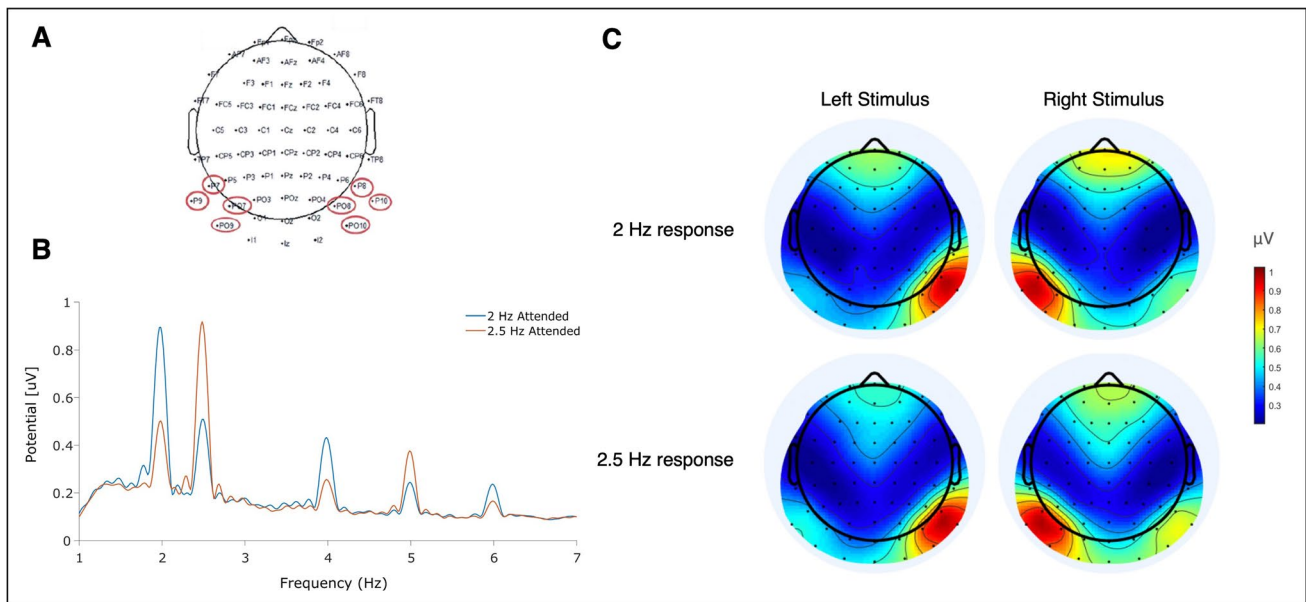 A
Fpz Fp2
AF7 AF3 AFz AF4 AF8
F7 F3 F1 Fz F2 F4 F8
FT7 FC5 FC3 FC1 FCz FC2 FC4 FC6 FT8
C5 C3 C1 Cz C2 C4 C6
TP7 CP5 CP3 CP1 CPz CP2 CP4 CP6 TP8
P7 P5 P3 P1 Pz P2 P4 P6 P8
P9 PO7 PO3 POz PO4 PO8 P10
PO9 O1 Oz O2 PO10
I1 Iz I2
B
1
0.8
0.6
0.4
0.2
0
Potential [uV]
2 Hz Attended
2.5 Hz Attended
1 2 3 4 5 6 7
Frequency (Hz)
C
Left Stimulus Right Stimulus
2 Hz response
2.5 Hz response
μV
1
0.9
0.8
0.7
0.6
0.5
0.4
0.3